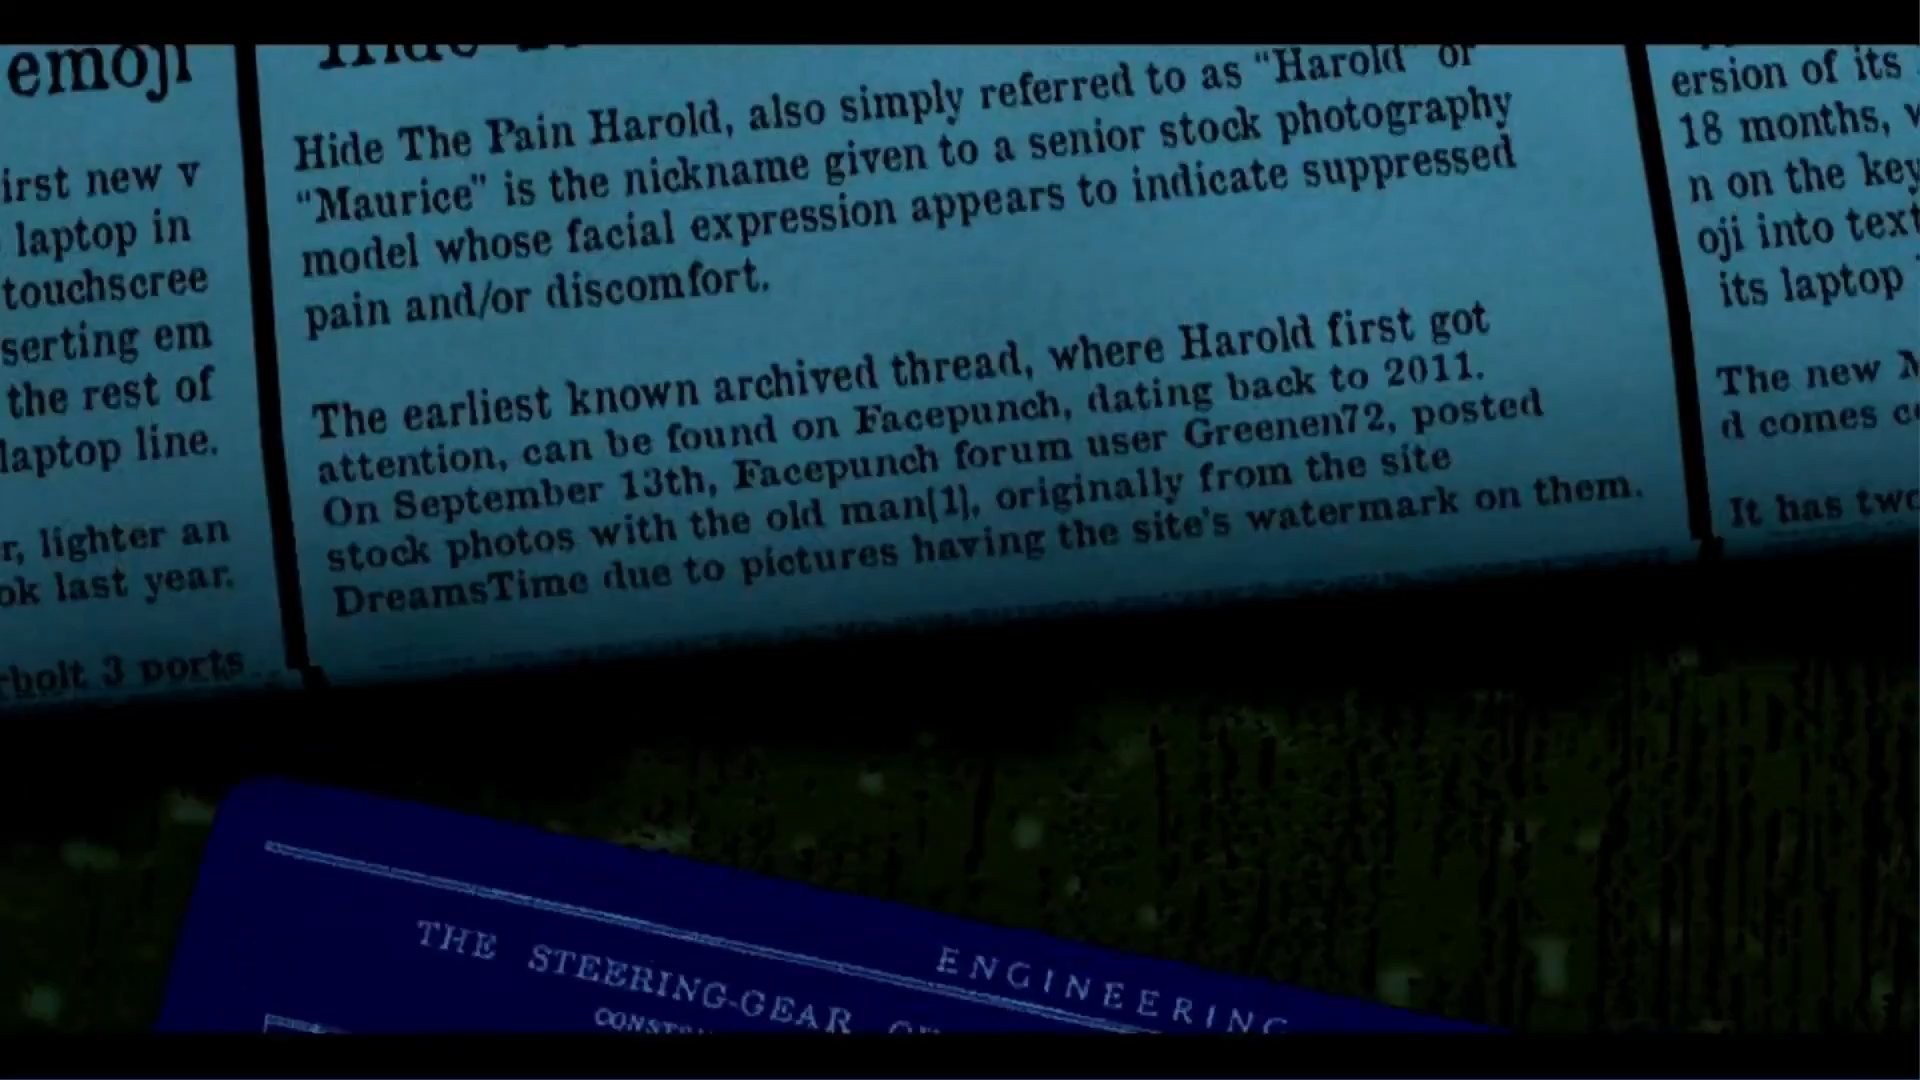 emoji
irst new v
laptop in
touchscree
serting em
the rest of
laptop line.
r, lighter an
ok last year.
rbolt 3 ports
Hide The Pain Harold, also simply referred to as “Harold” or
“Maurice” is the nickname given to a senior stock photography
model whose facial expression appears to indicate suppressed
pain and/or discomfort.
The earliest known archived thread, where Harold first got
attention, can be found on Facepunch, dating back to 2011.
On September 13th, Facepunch forum user Greenen72, posted
stock photos with the old man[1], originally from the site
DreamsTime due to pictures having the site's watermark on them.
ersion of its
18 months, w
n on the key
oji into text
its laptop
The new M
d comes co
It has two
ENGINEERING
THE STEERING-GEAR